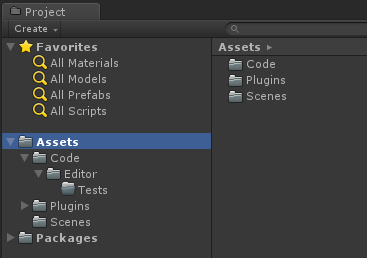 Project
Create
Favorites
All Materials
All Models
All Prefabs
All Scripts
Assets
Code
Editor
Tests
Plugins
Scenes
Packages
Assets
Code
Plugins
Scenes